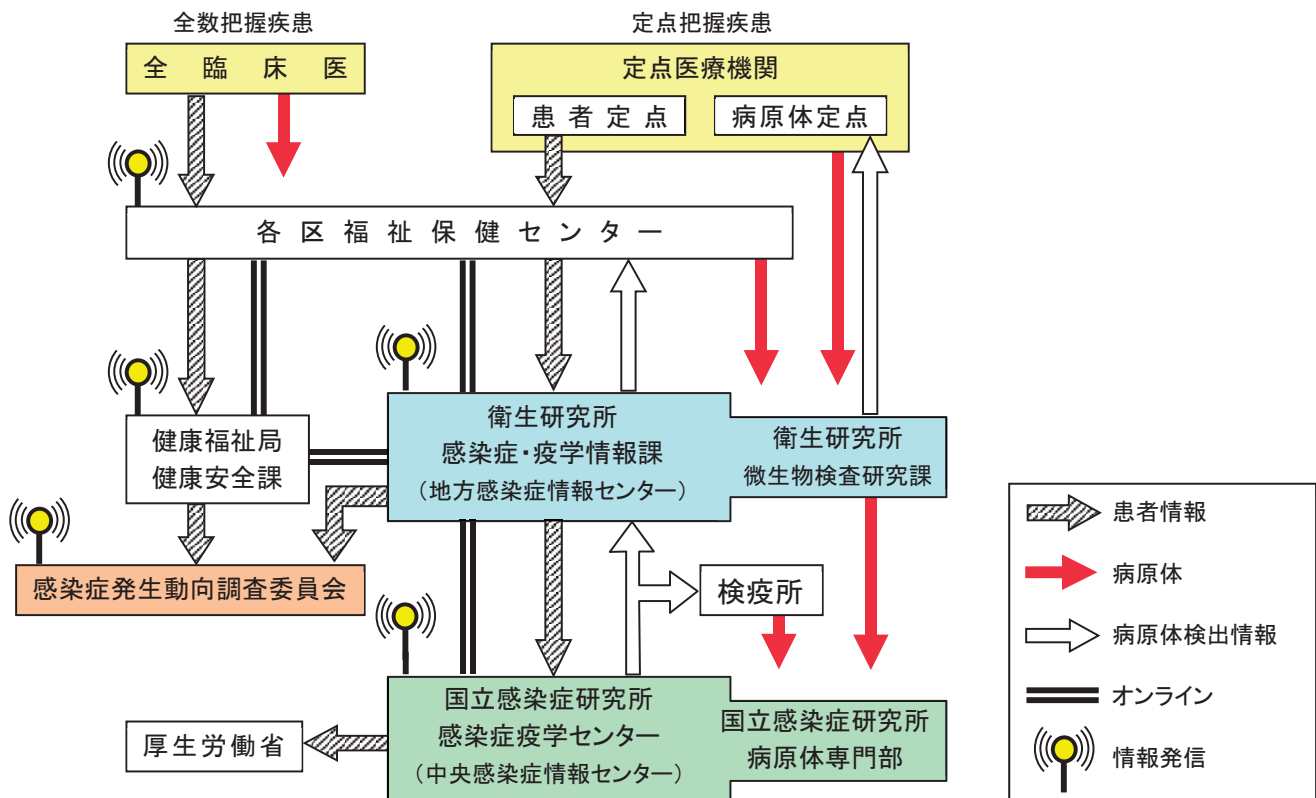 全数把握疾患
定点把握疾患
全臨床医
定点医療機関
患者定点
病原体定点
各区福祉保健センター
健康福祉局
健康安全課
衛生研究所
感染症・疫学情報課
（地方感染症情報センター）
衛生研究所
微生物検査研究課
感染症発生動向調査委員会
検疫所
国立感染症研究所
感染症疫学センター
（中央感染症情報センター）
国立感染症研究所
病原体専門部
厚生労働省
患者情報
病原体
病原体検出情報
オンライン
情報発信